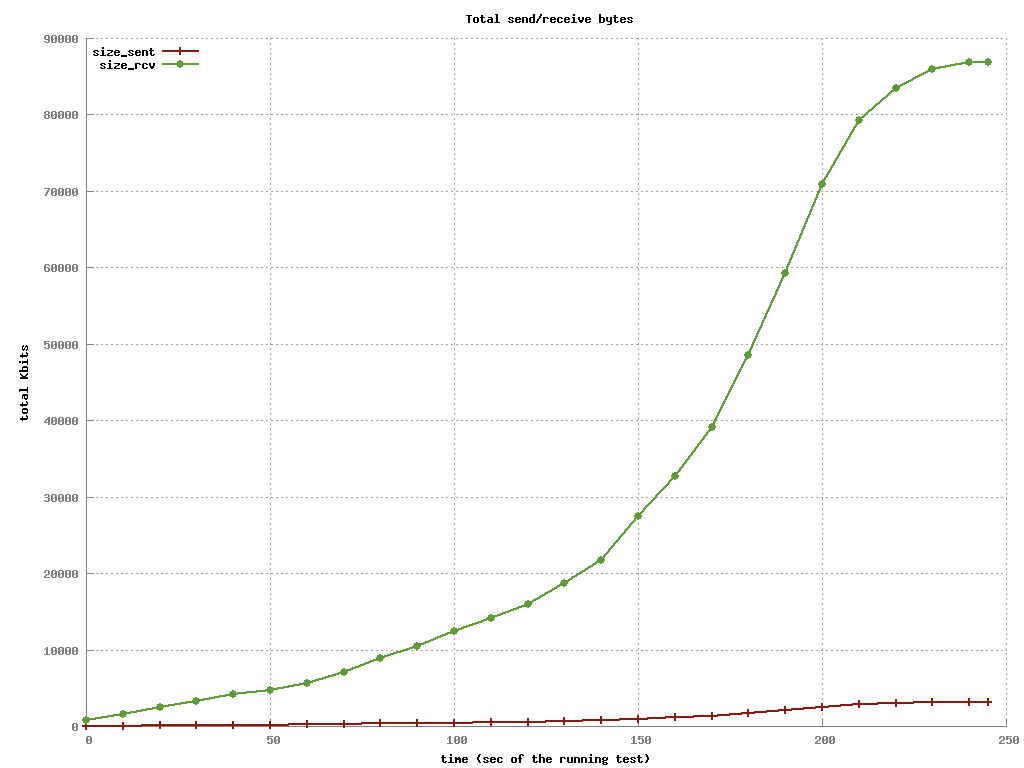 Total send/receive bytes
90000
size_sent
size_rcv
80000
70000
60000
50000
total Kbits
40000
30000
20000
10000
0
0 50 100 150 200 250
time (sec of the running test)